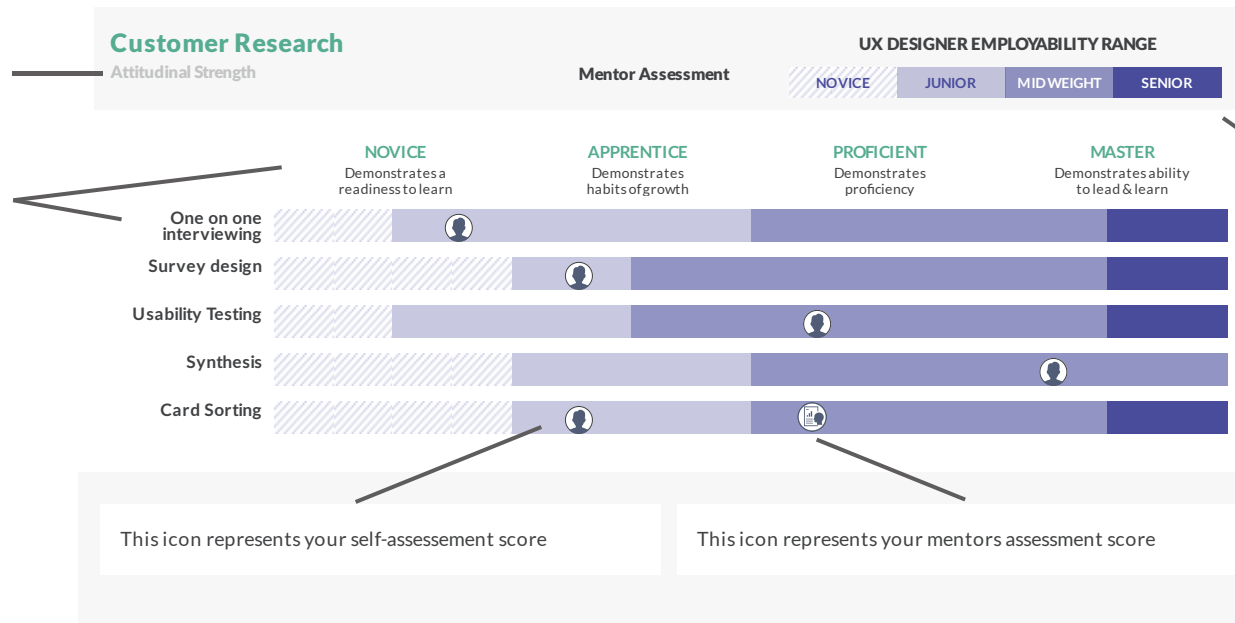 Customer Research
Attitudinal Strength
Mentor Assessment
UX DESIGNER EMPLOYABILITY RANGE
NOVICE
JUNIOR
MIDWEIGHT
SENIOR
NOVICE
Demonstrates a
readiness to learn
APPRENTICE
Demonstrates
habits of growth
PROFICIENT
Demonstrates
proficiency
MASTER
Demonstrates ability
to lead & learn
One on one
interviewing
Survey design
Usability Testing
Synthesis
Card Sorting
This icon represents your self-assessement score
This icon represents your mentors assessment score